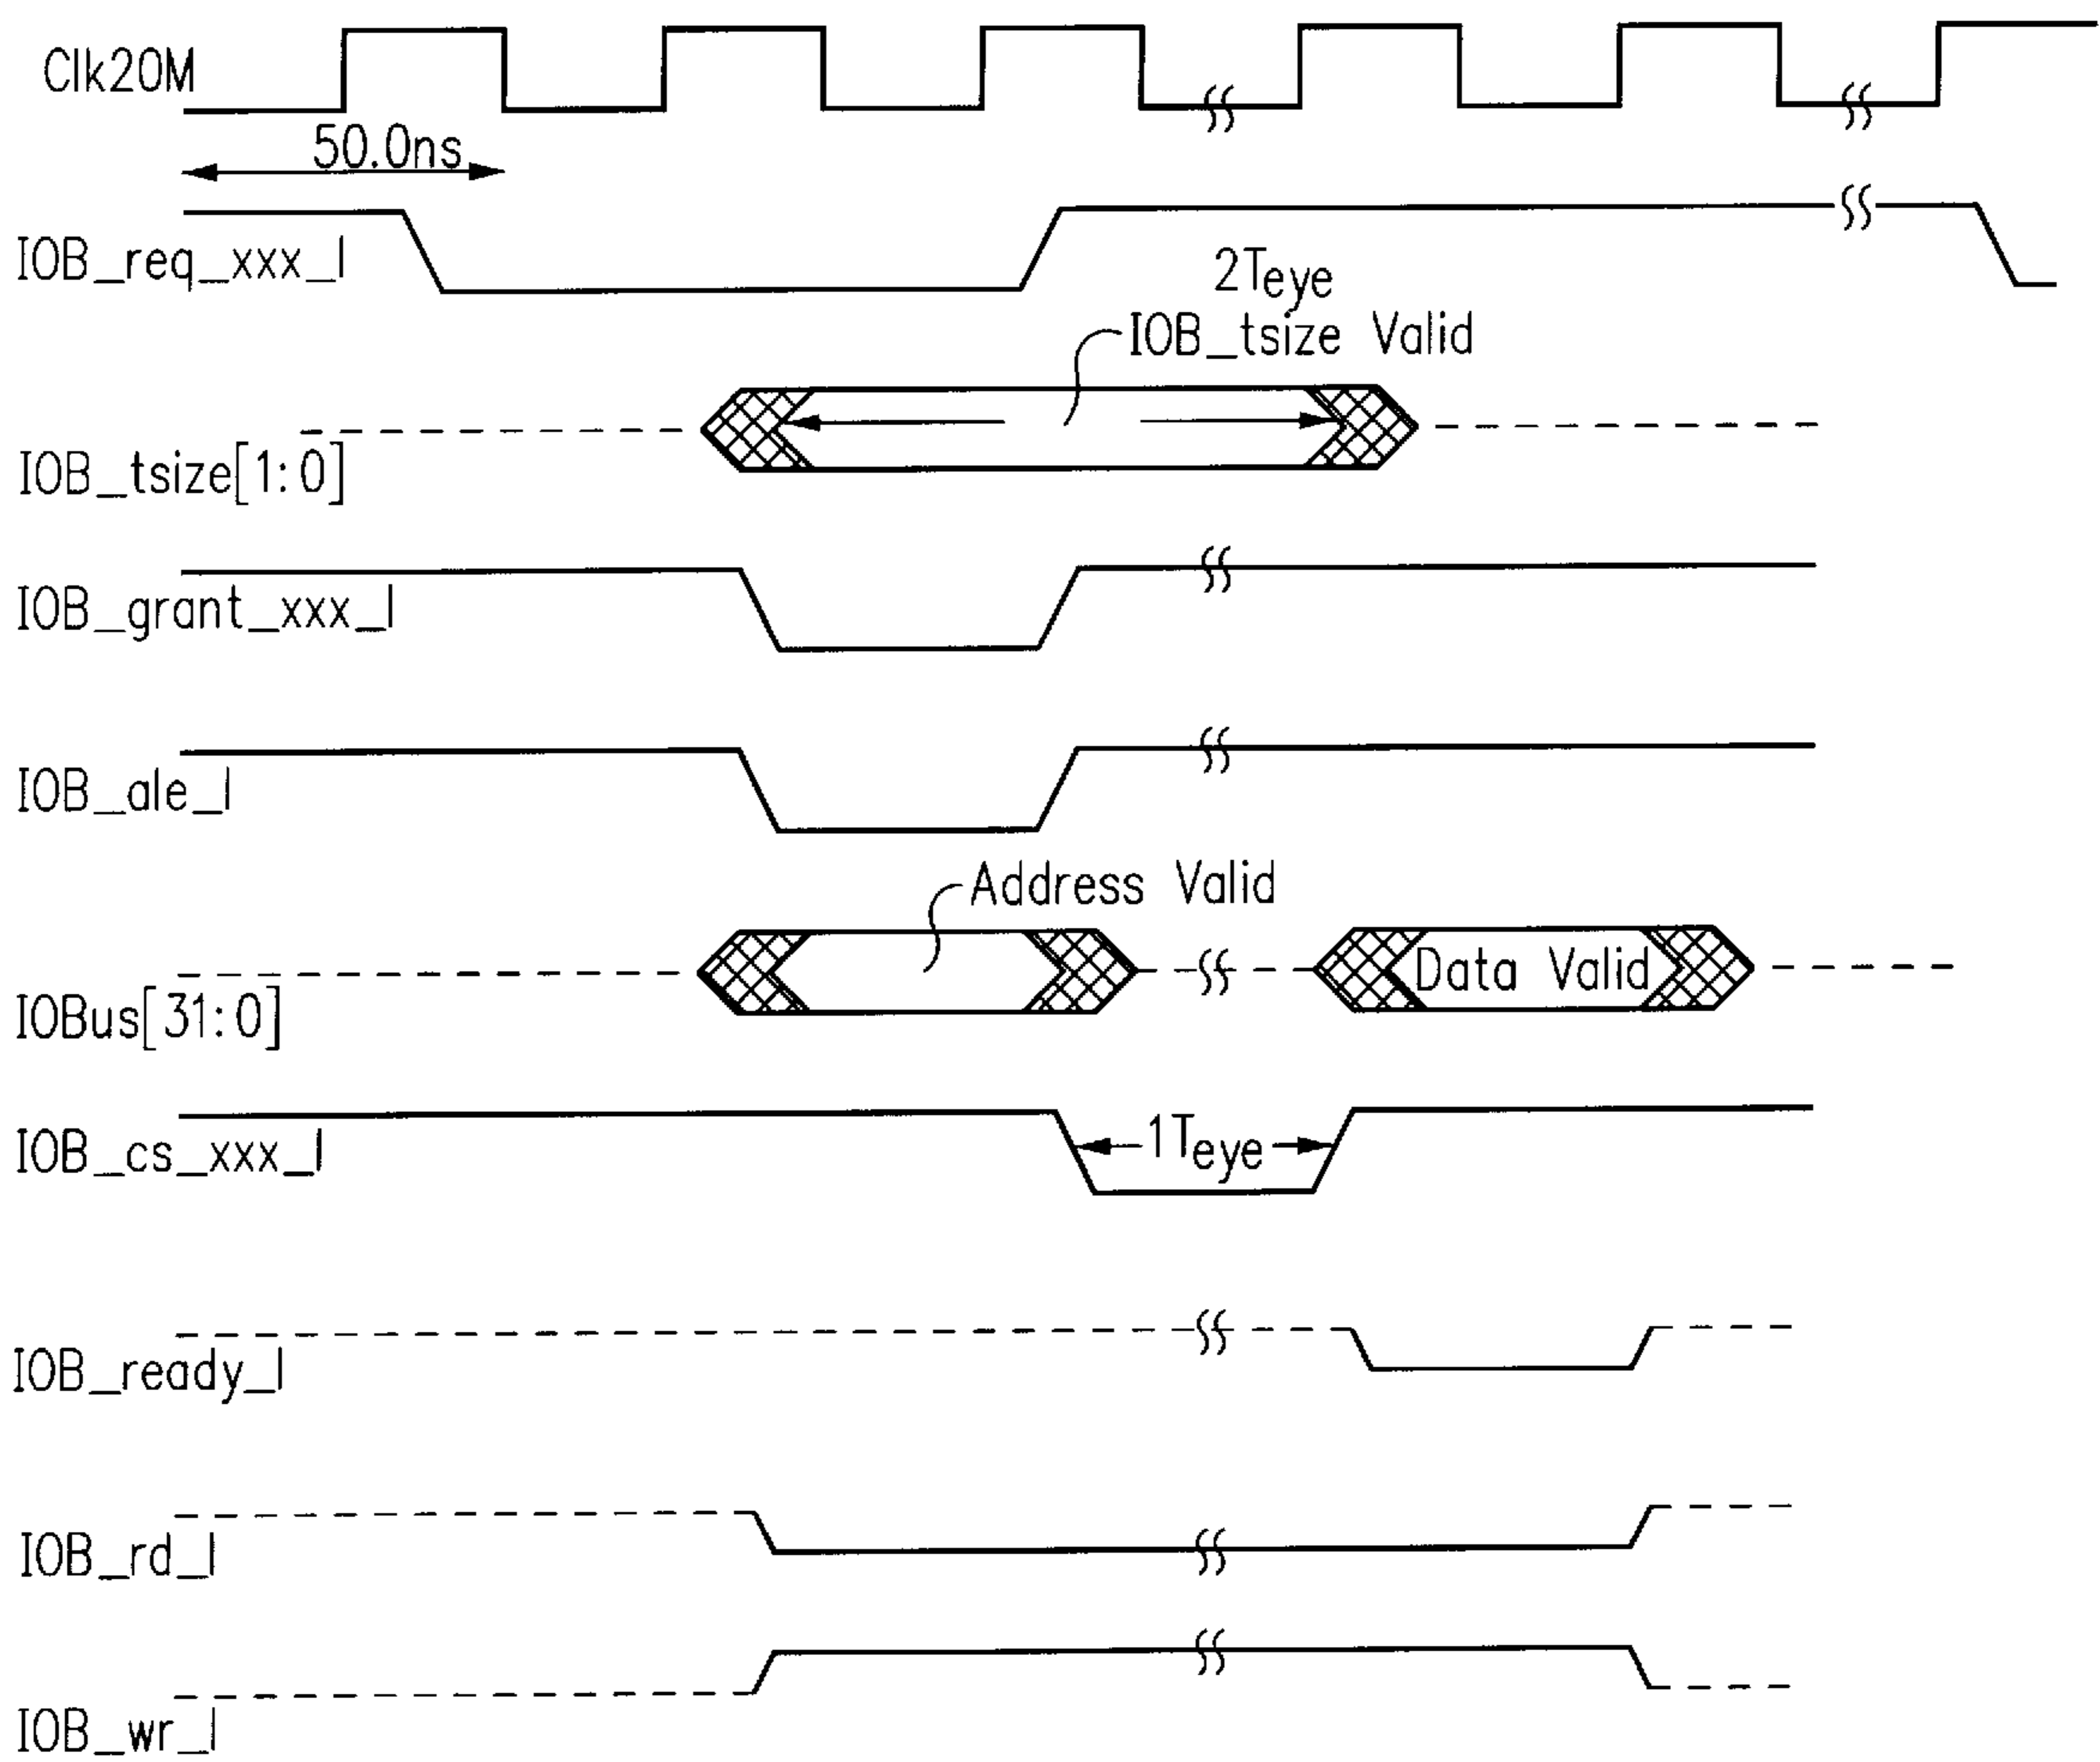 Clk20M
50.0ns
IOB_req_xxx_l
2Teye
IOB_tsize Valid
IOB_tsize[1:0]
IOB_grant_xxx_l
IOB_ale_l
Address Valid
Data Valid
IOBus[31:0]
1Teye
IOB_cs_xxx_l
IOB_ready_l
IOB_rd_l
IOB_wr_l